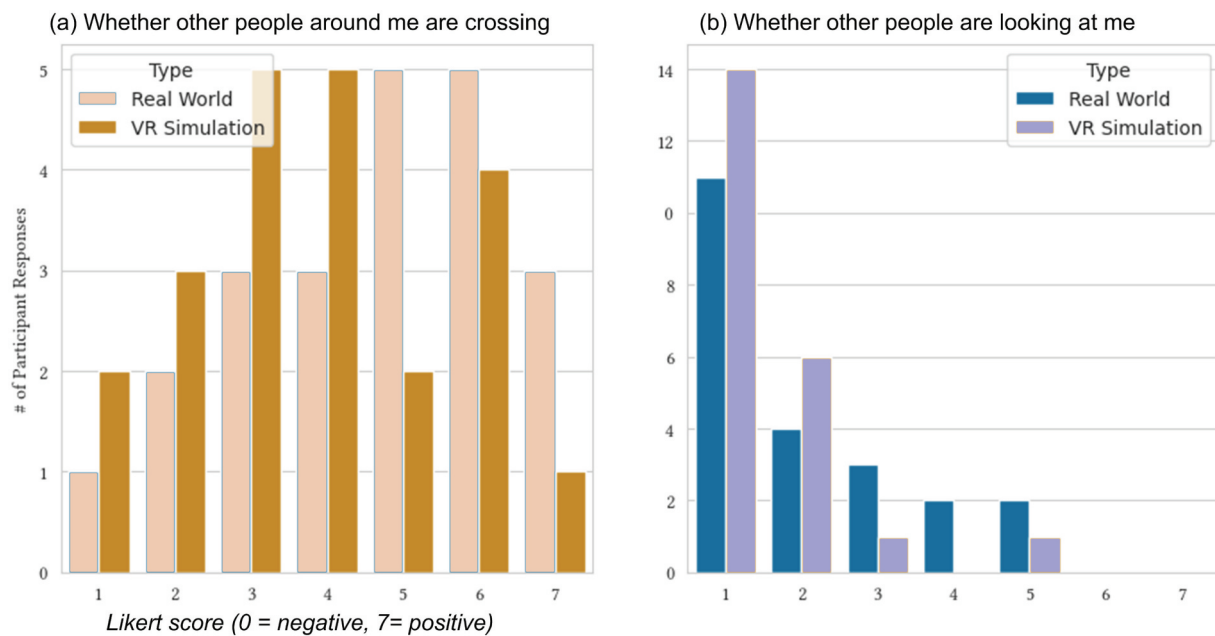 (a) Whether other people around me are crossing
Type
Real World
VR Simulation
5
4
3
2
1
0
# of Participant Responses
1 2 3 4 5 6 7
Likert score (0 = negative, 7= positive)
(b) Whether other people are looking at me
Type
Real World
VR Simulation
14
12
0
8
6
4
2
0
1 2 3 4 5 6 7